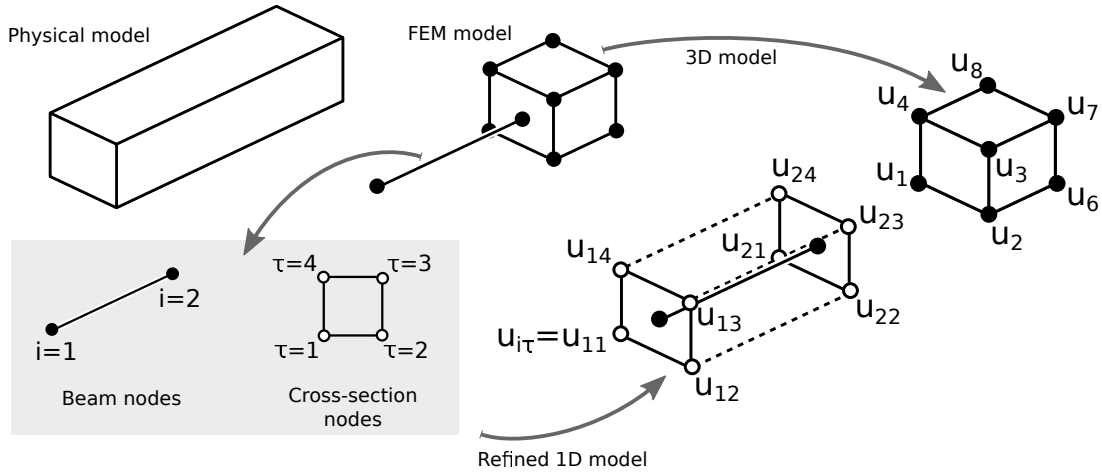 Physical model
FEM model
3D model
u8
u4
u7
u1
u3
u6
u2
u24
u23
u14
u21
u13
u22
uiτ=u11
u12
i=2
i=1
τ=4
τ=3
τ=1
τ=2
Beam nodes
Cross-section
nodes
Refined 1D model